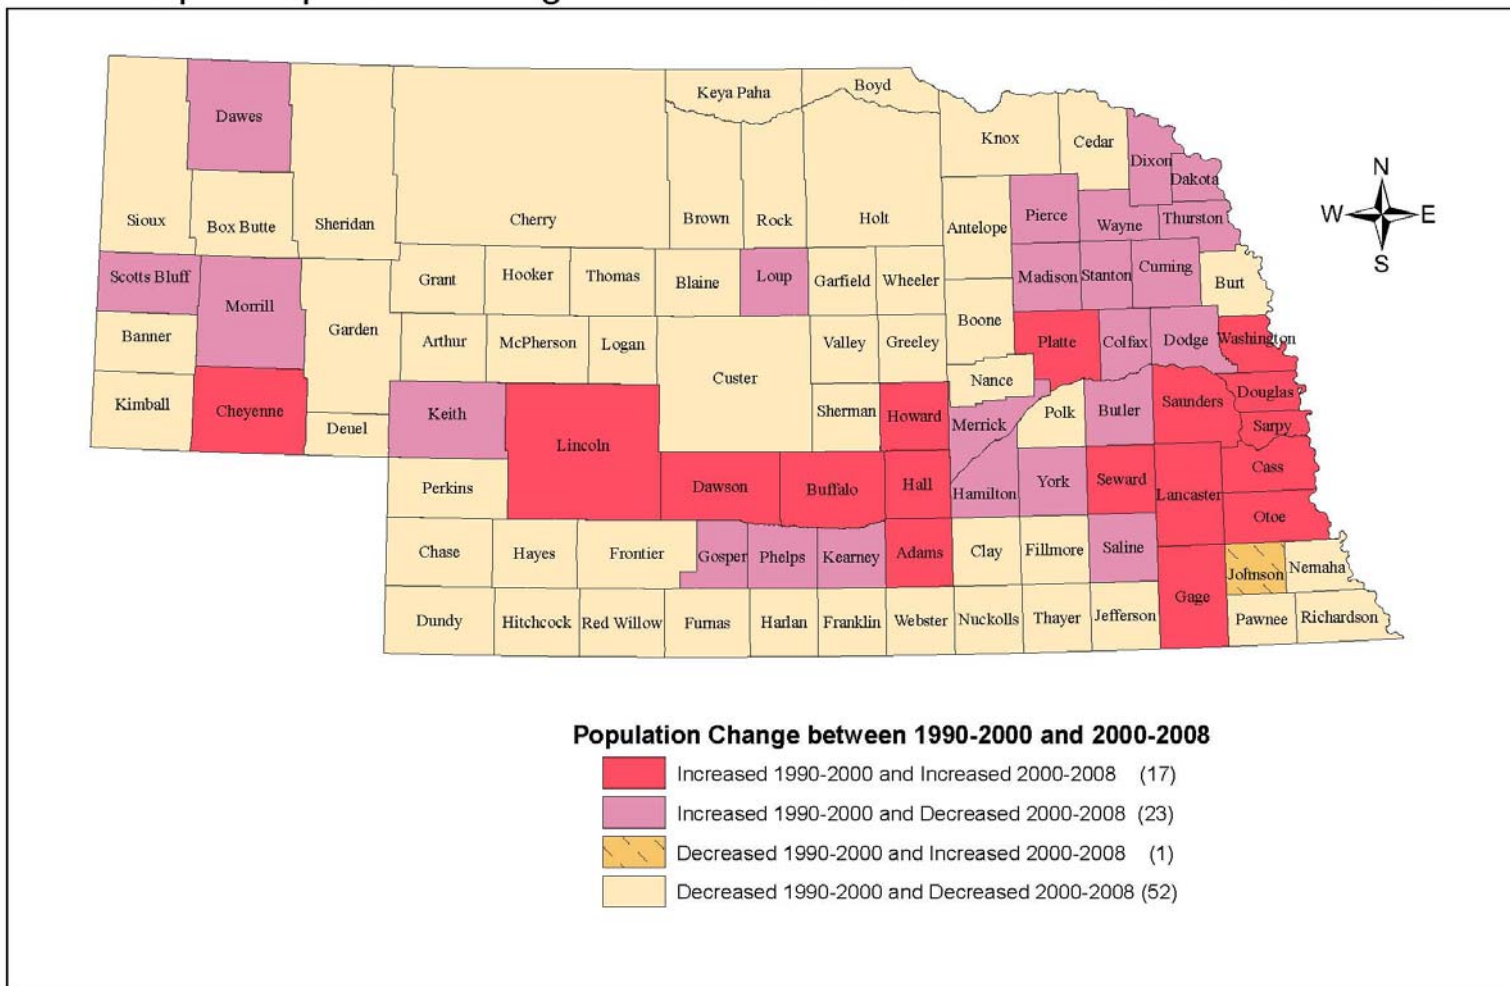 N
W E
S
Dawes
Keya Paha
Boyd
Knox
Cedar
Dixon
Dakota
Sioux
Box Butte
Sheridan
Cherry
Brown
Rock
Holt
Antelope
Pierce
Wayne
Thurston
Scotts Bluff
Morrill
Grant
Hooker
Thomas
Blaine
Loup
Garfield
Wheeler
Madison
Stanton
Cuming
Burt
Banner
Garden
Arthur
McPherson
Logan
Custer
Valley
Greeley
Boone
Platte
Colfax
Dodge
Washington
Kimball
Cheyenne
Deuel
Keith
Lincoln
Sherman
Howard
Nance
Merrick
Polk
Butler
Saunders
Douglas
Sarpy
Perkins
Dawson
Buffalo
Hall
Hamilton
York
Seward
Lancaster
Cass
Otoe
Chase
Hayes
Frontier
Gosper
Phelps
Kearney
Adams
Clay
Fillmore
Saline
Gage
Johnson
Nemaha
Dundy
Hitchcock
Red Willow
Furnas
Harlan
Franklin
Webster
Nuckolls
Thayer
Jefferson
Pawnee
Richardson
Population Change between 1990-2000 and 2000-2008
Increased 1990-2000 and Increased 2000-2008 (17)
Increased 1990-2000 and Decreased 2000-2008 (23)
Decreased 1990-2000 and Increased 2000-2008 (1)
Decreased 1990-2000 and Decreased 2000-2008 (52)